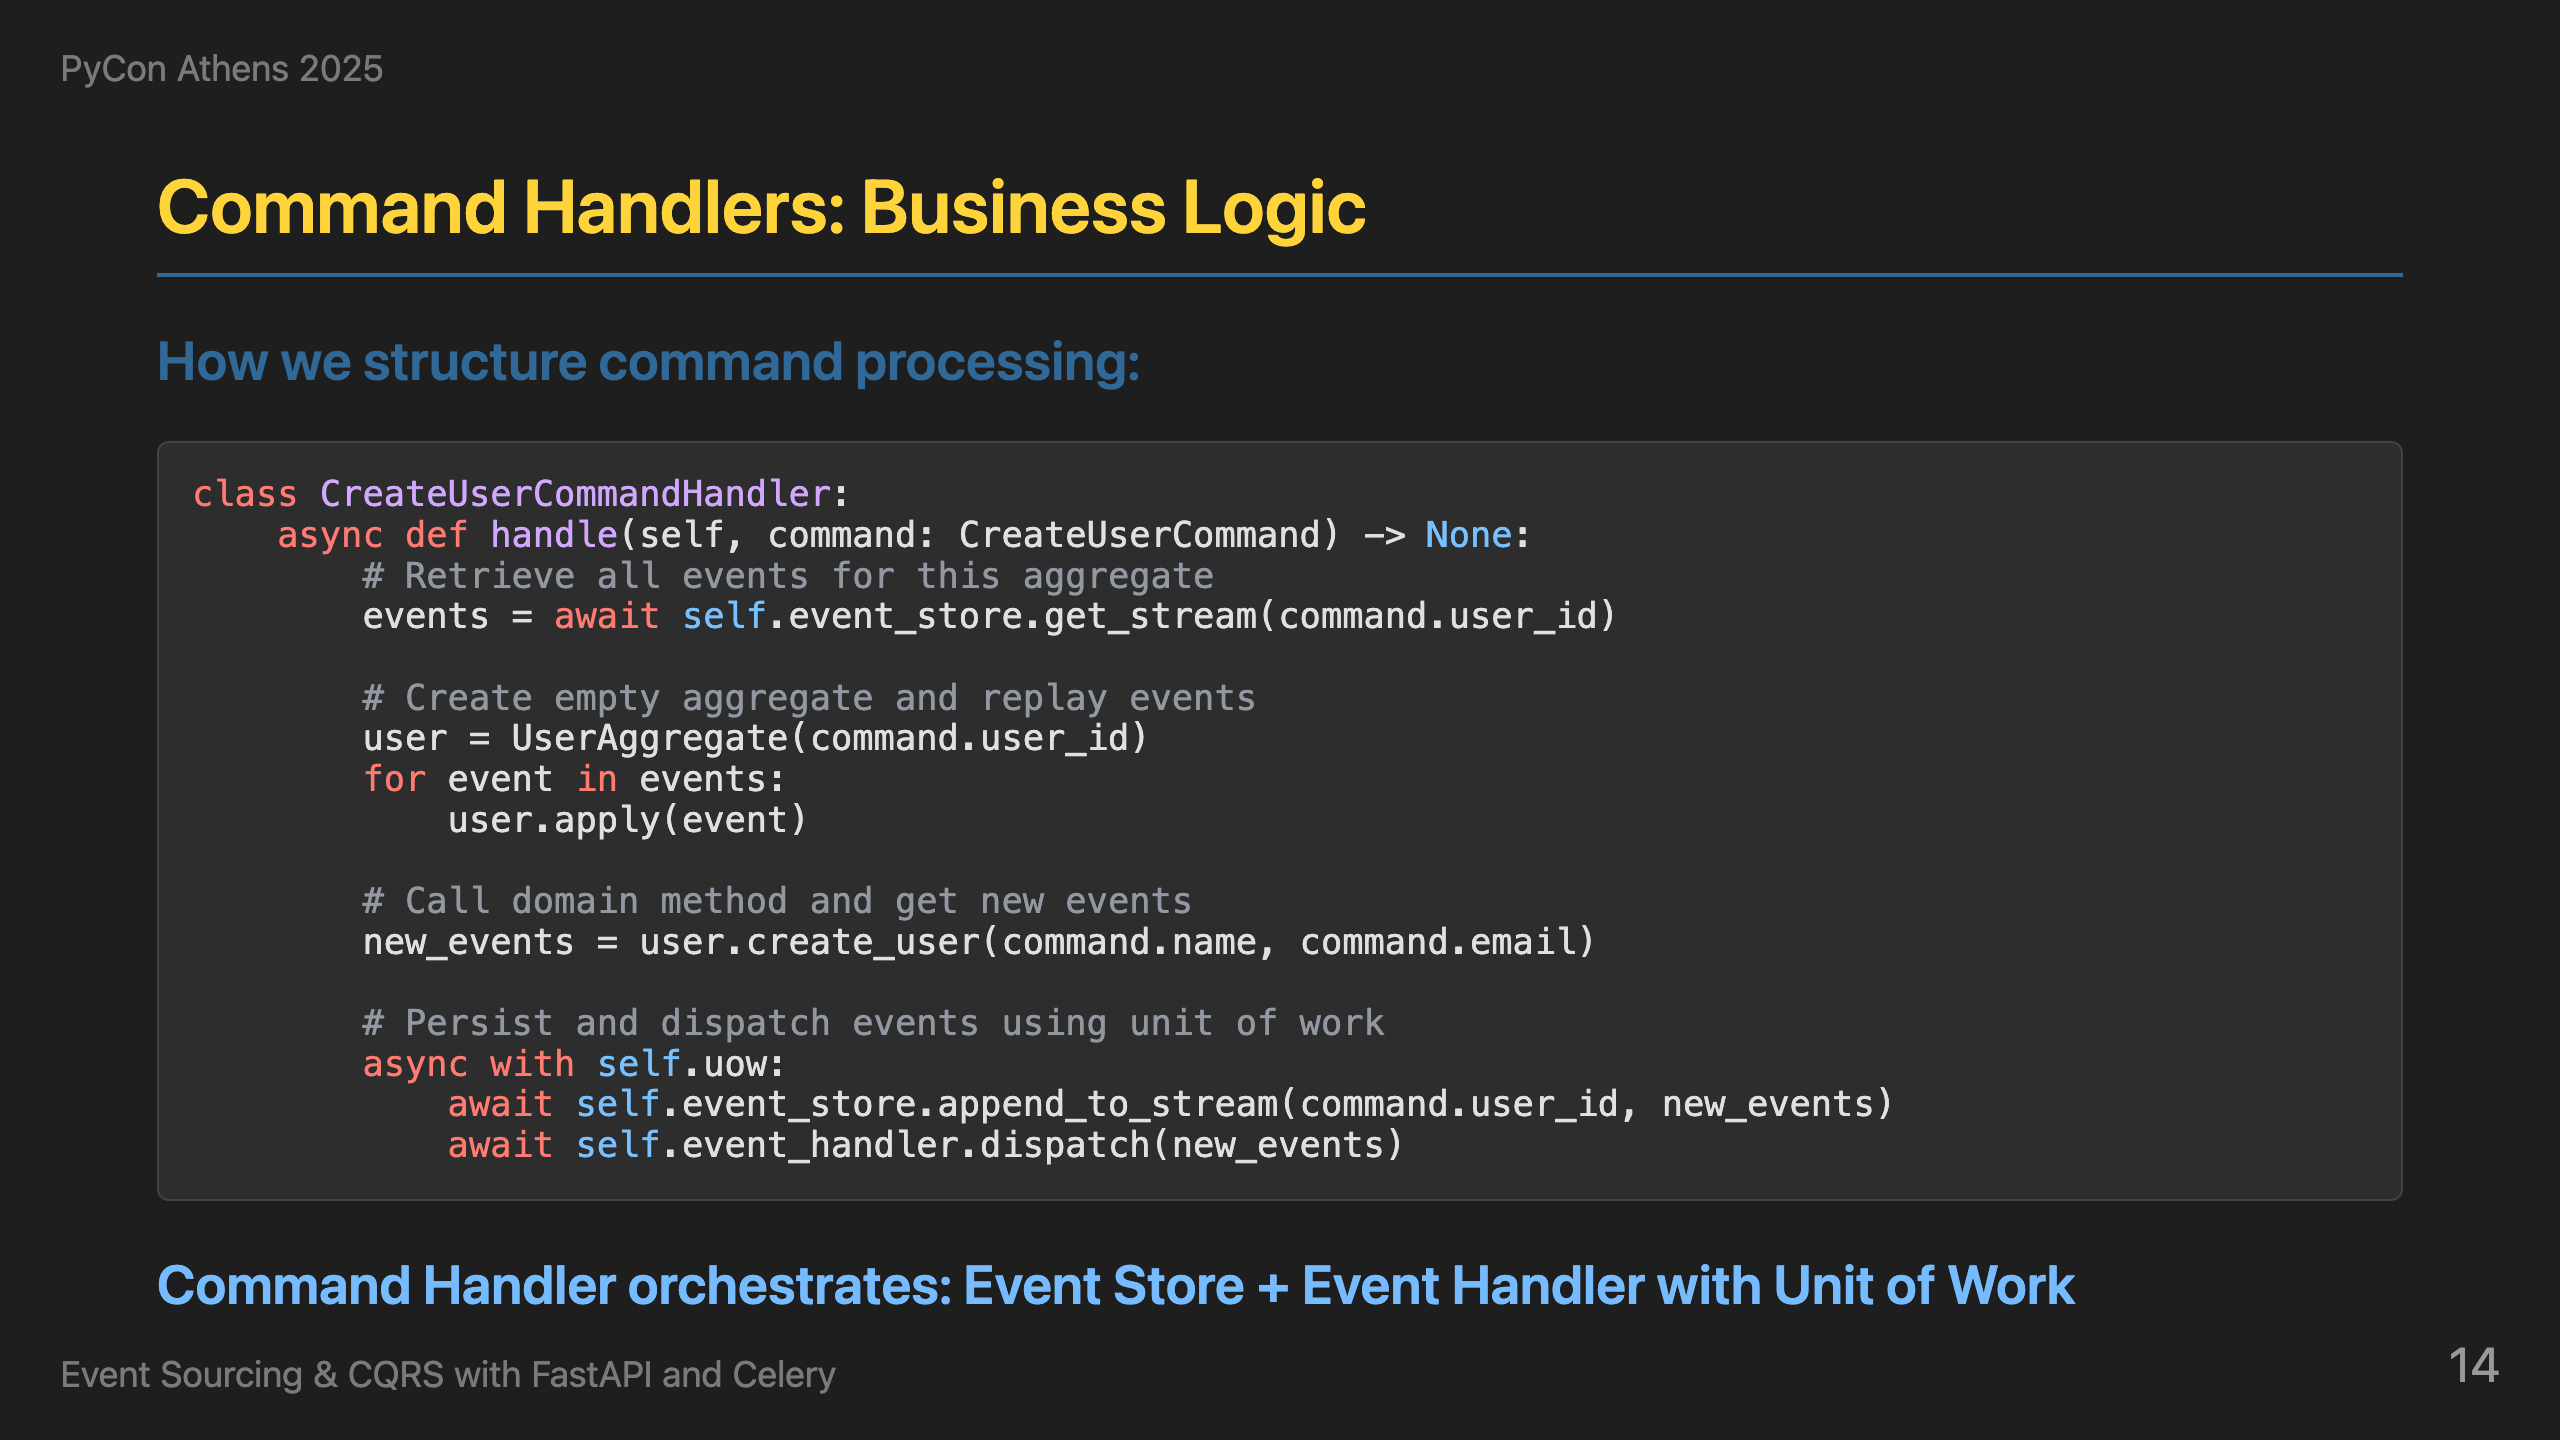 PyCon Athens 2025
Command Handlers: Business Logic
How we structure command processing:
class CreateUserCommandHandler:
    async def handle(self, command: CreateUserCommand) -> None:
        # Retrieve all events for this aggregate
        events = await self.event_store.get_stream(command.user_id)

        # Create empty aggregate and replay events
        user = UserAggregate(command.user_id)
        for event in events:
            user.apply(event)

        # Call domain method and get new events
        new_events = user.create_user(command.name, command.email)

        # Persist and dispatch events using unit of work
        async with self.uow:
            await self.event_store.append_to_stream(command.user_id, new_events)
            await self.event_handler.dispatch(new_events)
Command Handler orchestrates: Event Store + Event Handler with Unit of Work
Event Sourcing & CQRS with FastAPI and Celery
14